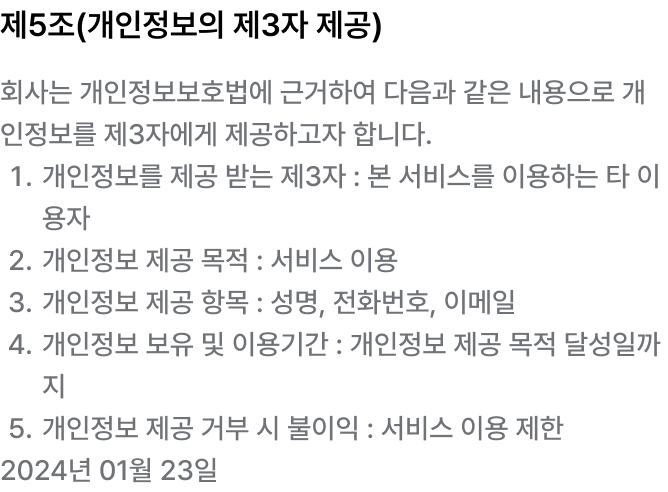 제5조(개인정보의 제3자 제공)
회사는 개인정보보호법에 근거하여 다음과 같은 내용으로 개
인정보를 제3자에게 제공하고자 합니다.
1. 개인정보를 제공 받는 제3자 : 본 서비스를 이용하는 타 이
용자
2. 개인정보 제공 목적 : 서비스 이용
3. 개인정보 제공 항목 : 성명, 전화번호, 이메일
4. 개인정보 보유 및 이용기간 : 개인정보 제공 목적 달성일까
지
5. 개인정보 제공 거부 시 불이익 : 서비스 이용 제한
2024년 01월 23일